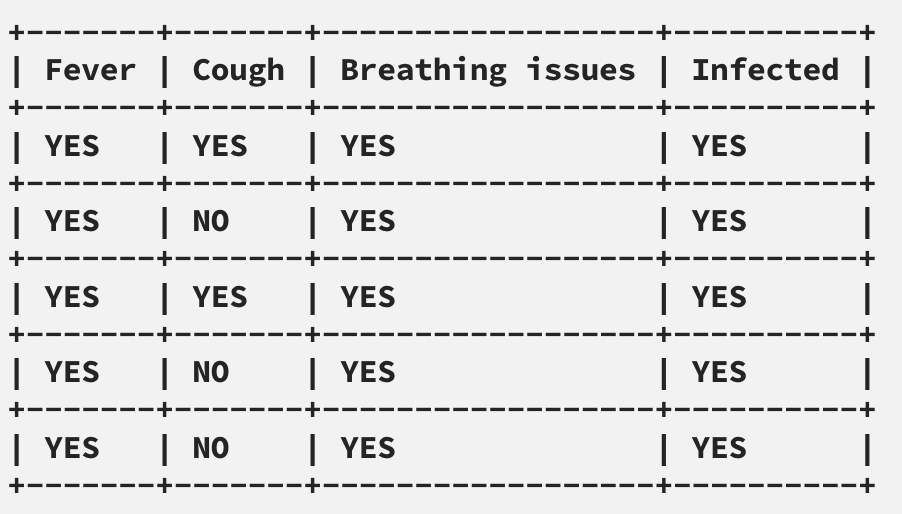 +-------+-------+-------------------+----------+
| Fever | Cough | Breathing issues | Infected |
+-------+-------+-------------------+----------+
| YES | YES | YES | YES |
+-------+-------+-------------------+----------+
| YES | NO | YES | YES |
+-------+-------+-------------------+----------+
| YES | YES | YES | YES |
+-------+-------+-------------------+----------+
| YES | NO | YES | YES |
+-------+-------+-------------------+----------+
| YES | NO | YES | YES |
+-------+-------+-------------------+----------+